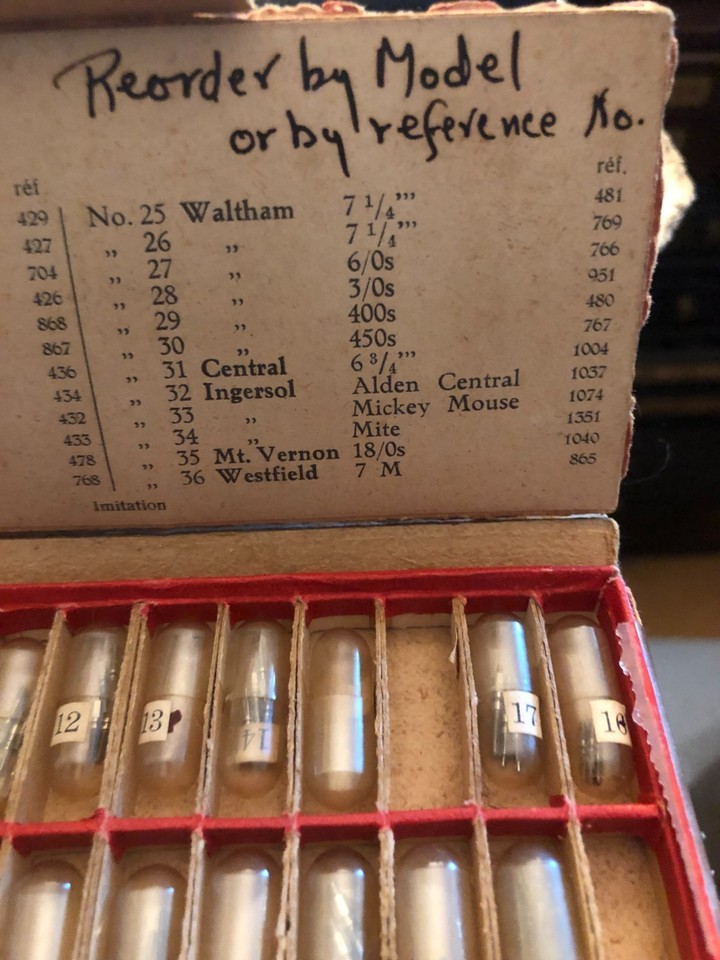 Reorder by Model
or by reference No.
réf réf.
429 No. 25 Waltham 7 1/4’’’ 481
427 „ 26 „ 7 1/4’’’ 769
704 „ 27 „ 6/0s 766
426 „ 28 „ 3/0s 951
868 „ 29 „ 400s 480
867 „ 30 „ 450s 767
436 „ 31 Central 6 3/4’’’ 1004
434 „ 32 Ingersol Alden Central 1037
432 „ 33 „ Mickey Mouse 1074
433 „ 34 „ Mite 1351
478 „ 35 Mt. Vernon 18/0s 1040
768 „ 36 Westfield 7 M 865
Imitation
12 13 14 17